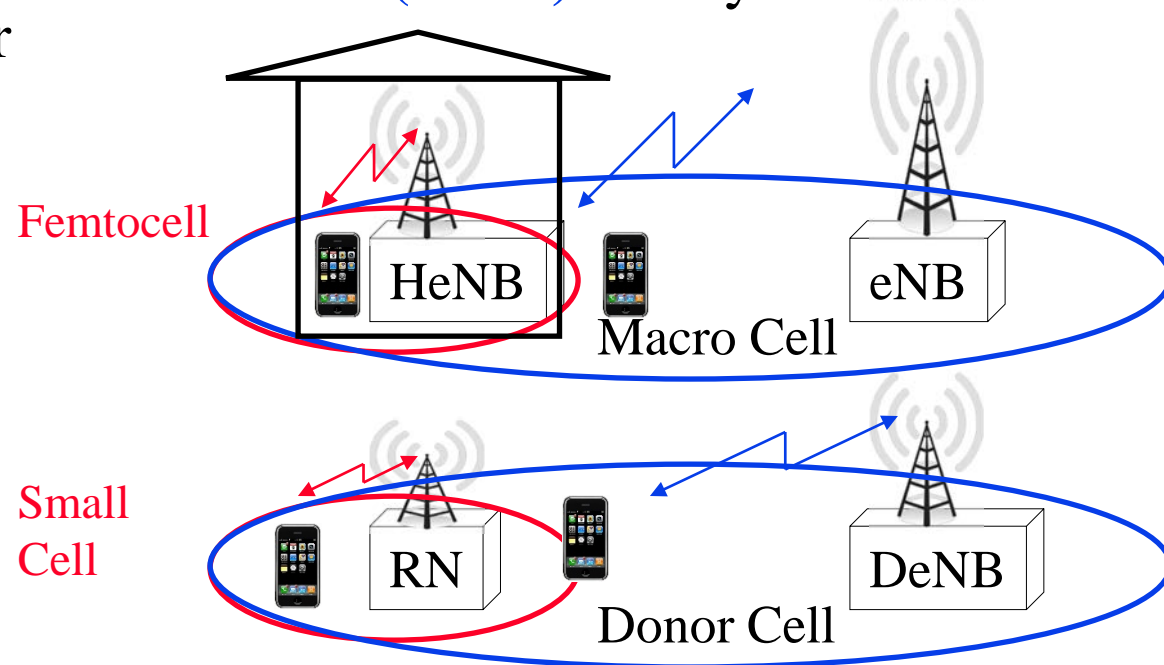 r
Femtocell
HeNB
eNB
Macro Cell
Small
Cell
RN
DeNB
Donor Cell